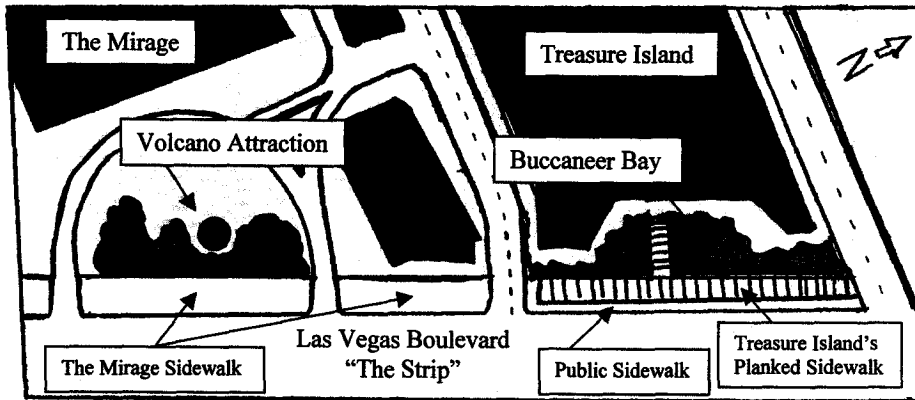 The Mirage
Treasure Island
N
Volcano Attraction
Buccaneer Bay
The Mirage Sidewalk
Las Vegas Boulevard
"The Strip"
Public Sidewalk
Treasure Island's
Planked Sidewalk